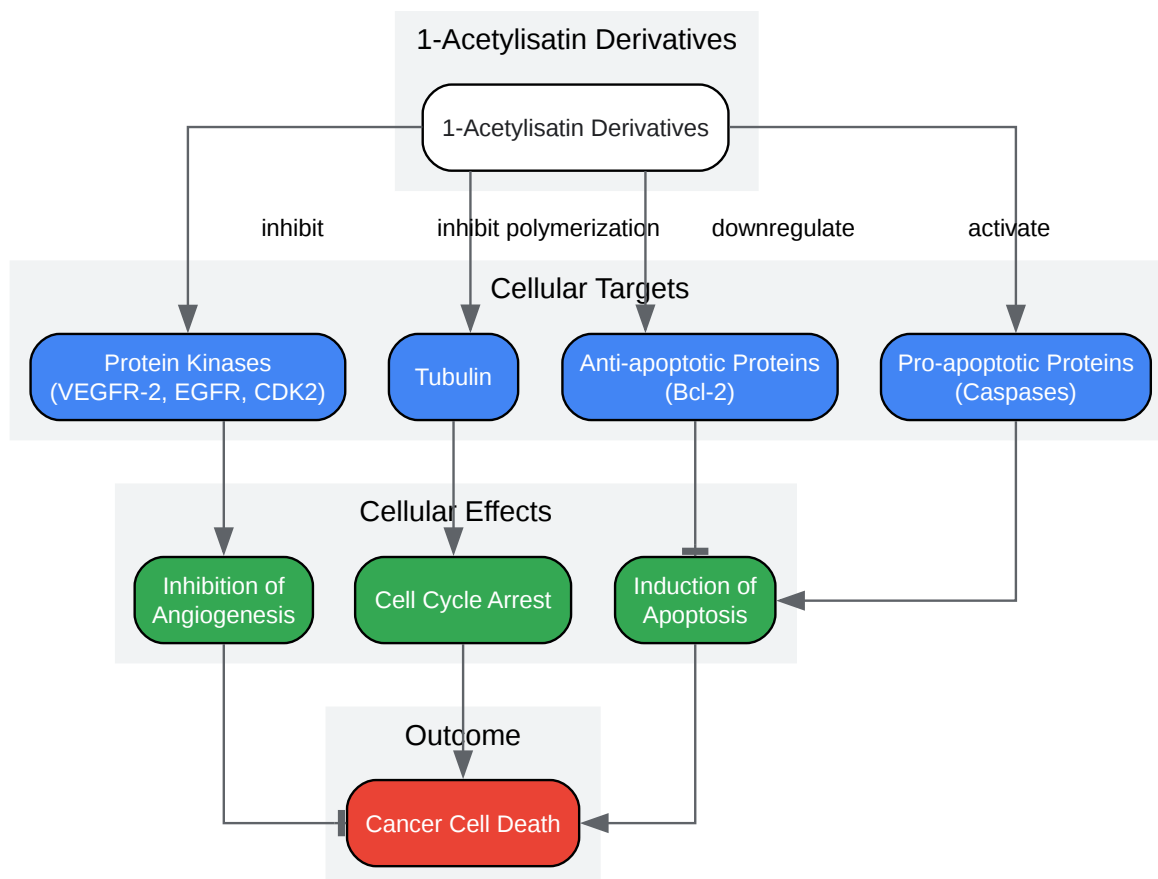 1-Acetylisatin Derivatives
1-Acetylisatin Derivatives
inhibit
inhibit polymerization
downregulate
activate
Cellular Targets
Protein Kinases
(VEGFR-2, EGFR, CDK2)
Tubulin
Anti-apoptotic Proteins
(Bcl-2)
Pro-apoptotic Proteins
(Caspases)
Cellular Effects
Inhibition of
Angiogenesis
Cell Cycle Arrest
Induction of
Apoptosis
Outcome
Cancer Cell Death